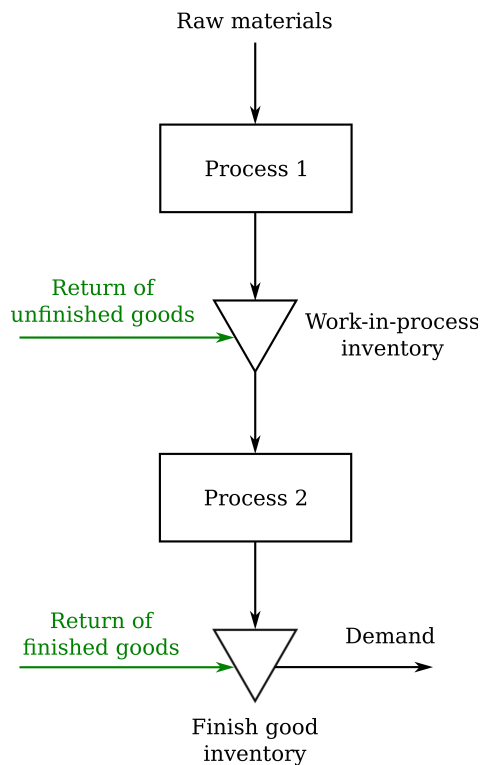 Raw materials
Process 1
Return of
unfinished goods
Work-in-process
inventory
Process 2
Return of
finished goods
Demand
Finish good
inventory